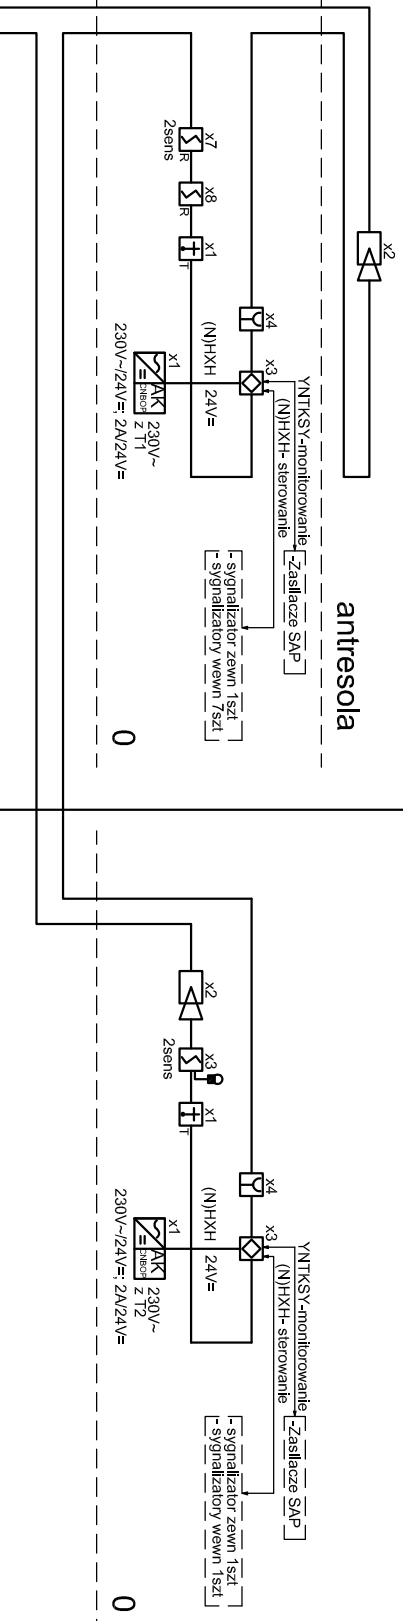 x2
x7
2sens
R
x8
R
x1
T
x4
x3
(N)HXH
24V=
x1
AK
CNBOP
230V~
z T1
230V~/24V=; 2A/24V=
YNTKSY-monitorowanie
(N)HXH- sterowanie
-Zasilacze SAP
- sygnalizator zewn 1szt
- sygnalizatory wewn 7szt
antresola
0
x2
x3
2sens
x1
T
x4
x3
(N)HXH
24V=
x1
AK
CNBOP
230V~
z T2
230V~/24V=; 2A/24V=
YNTKSY-monitorowanie
(N)HXH- sterowanie
-Zasilacze SAP
- sygnalizator zewn 1szt
- sygnalizatory wewn 1szt
0